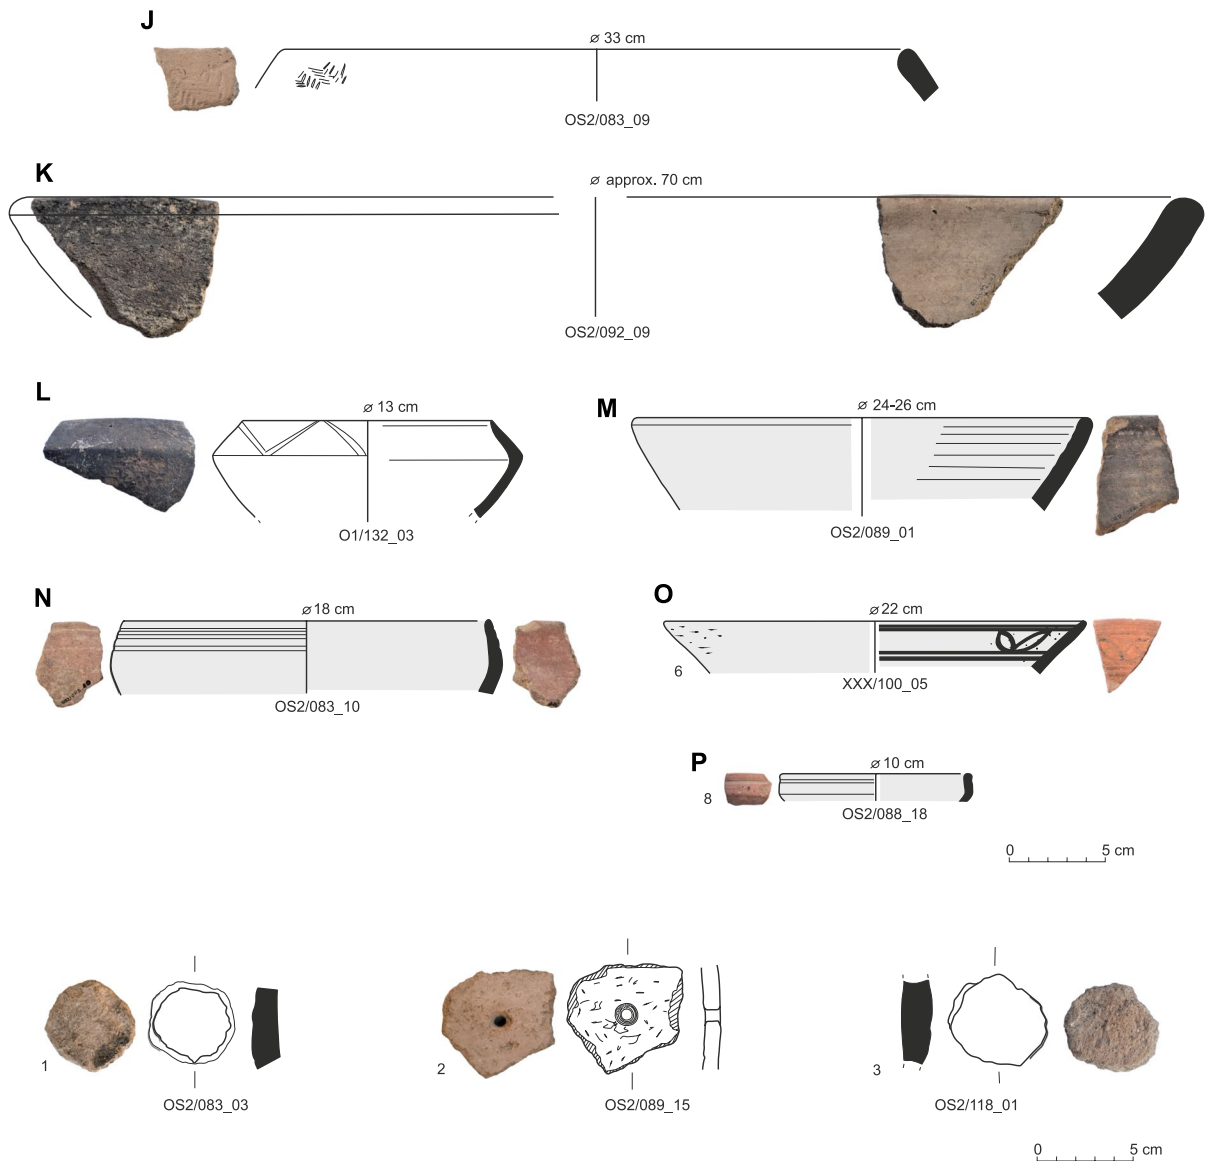 J
⌀ 33 cm
OS2/083_09
K
⌀ approx. 70 cm
OS2/092_09
L
⌀ 13 cm
O1/132_03
M
⌀ 24-26 cm
OS2/089_01
N
⌀ 18 cm
OS2/083_10
O
⌀ 22 cm
6
XXX/100_05
P
⌀ 10 cm
8
OS2/088_18
0 5 cm
1
OS2/083_03
2
OS2/089_15
3
OS2/118_01
0 5 cm